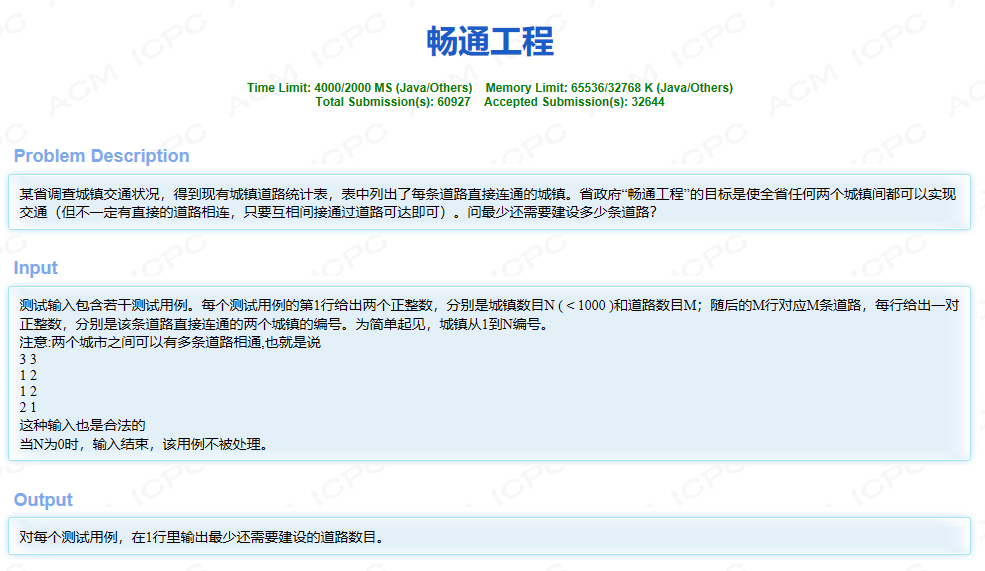 畅通工程
Time Limit: 4000/2000 MS (Java/Others)    Memory Limit: 65536/32768 K (Java/Others)
Total Submission(s): 60927    Accepted Submission(s): 32644
Problem Description
某省调查城镇交通状况，得到现有城镇道路统计表，表中列出了每条道路直接连通的城镇。省政府“畅通工程”的目标是使全省任何两个城镇间都可以实现
交通（但不一定有直接的道路相连，只要互相间接通过道路可达即可）。问最少还需要建设多少条道路？
Input
测试输入包含若干测试用例。每个测试用例的第1行给出两个正整数，分别是城镇数目N ( < 1000 )和道路数目M；随后的M行对应M条道路，每行给出一对
正整数，分别是该条道路直接连通的两个城镇的编号。为简单起见，城镇从1到N编号。
注意:两个城市之间可以有多条道路相通,也就是说
3 3
1 2
1 2
2 1
这种输入也是合法的
当N为0时，输入结束，该用例不被处理。
Output
对每个测试用例，在1行里输出最少还需要建设的道路数目。